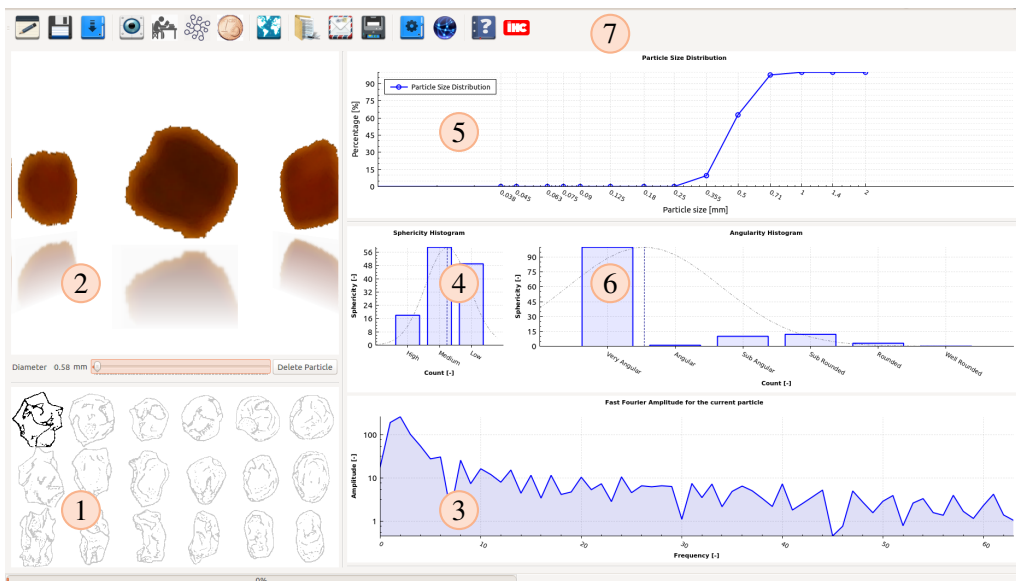 ? IHC
7
Particle Size Distribution
Particle Size Distribution
Percentage [%]
90
75
60
45
30
15
0
0.038 0.045 0.063 0.075 0.09 0.125 0.18 0.25 0.355 0.5 0.71 1 1.4 2
Particle size [mm]
5
2
Sphericity Histogram
Sphericity [-]
56
48
40
32
24
16
8
0
High Medium Low
Count [-]
4
Angularity Histogram
Sphericity [-]
90
75
60
45
30
15
0
Very Angular Angular Sub Angular Sub Rounded Rounded Well Rounded
Count [-]
6
Diameter 0.58 mm Delete Particle
1
Fast Fourier Amplitude for the current particle
Amplitude [-]
100
10
1
0 10 20 30 40 50 60
Frequency [-]
3
0%